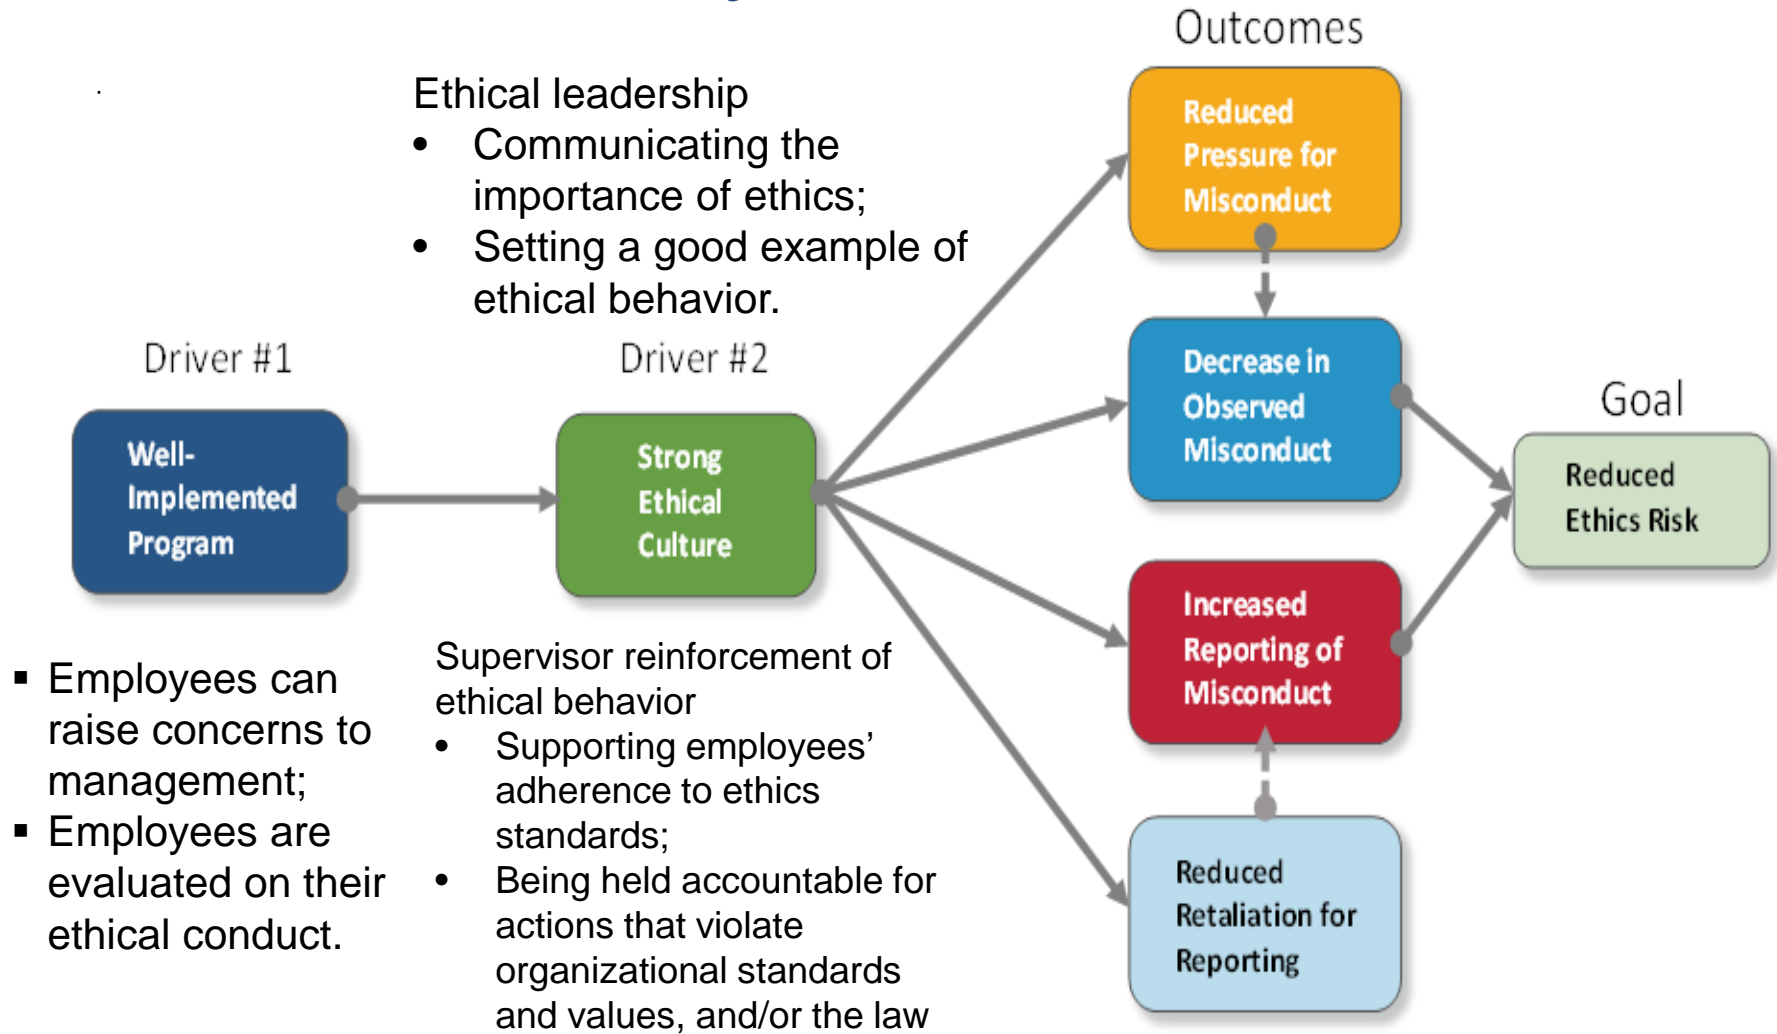 Outcomes
Ethical leadership
• Communicating the
importance of ethics;
• Setting a good example of
ethical behavior.
Driver #1
Well-
Implemented
Program
▪ Employees can
raise concerns to
management;
▪ Employees are
evaluated on their
ethical conduct.
Driver #2
Strong
Ethical
Culture
Supervisor reinforcement of
ethical behavior
• Supporting employees’
adherence to ethics
standards;
• Being held accountable for
actions that violate
organizational standards
and values, and/or the law
Reduced
Pressure for
Misconduct
Decrease in
Observed
Misconduct
Increased
Reporting of
Misconduct
Reduced
Retaliation for
Reporting
Goal
Reduced
Ethics Risk